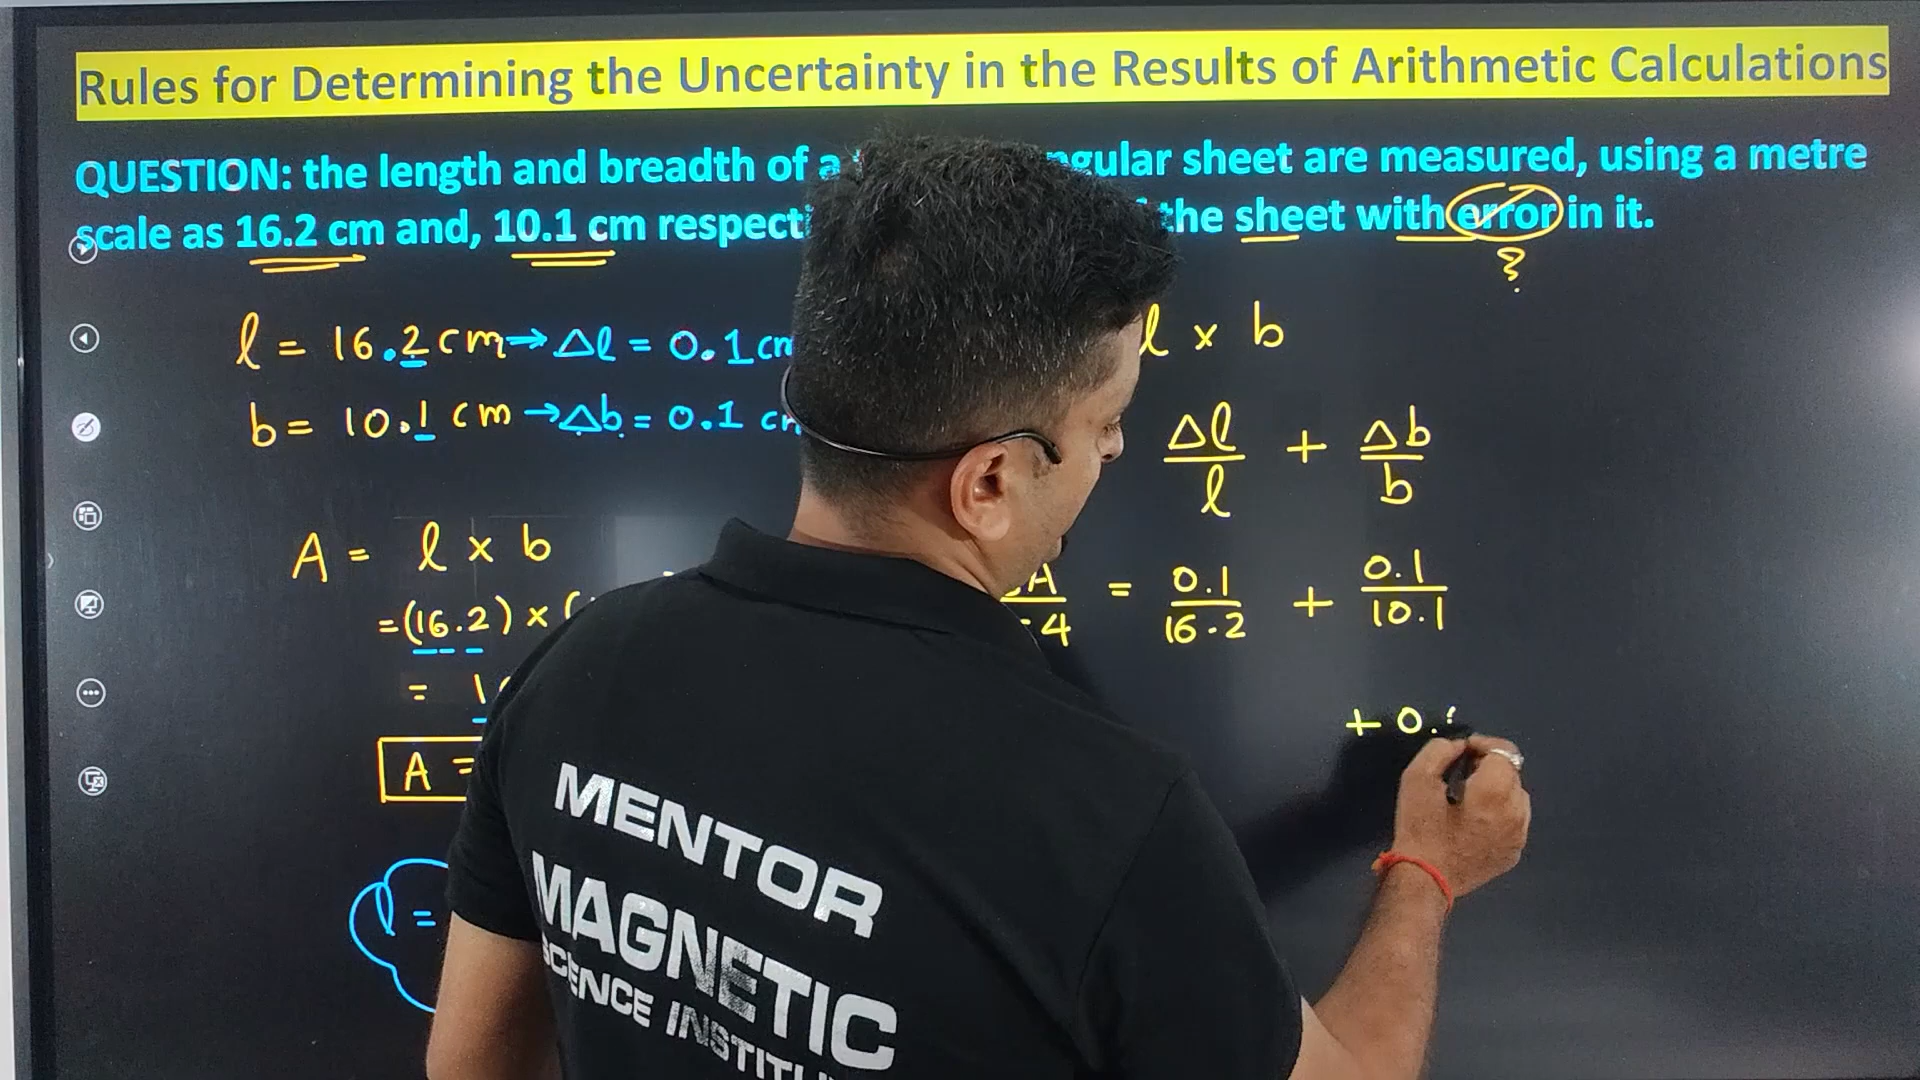 Rules for Determining the Uncertainty in the Results of Arithmetic Calculations
QUESTION: the length and breadth of a ngular sheet are measured, using a metre
scale as 16.2 cm and, 10.1 cm respecti the sheet with error in it.
?
l = 16.2 cm → Δl = 0.1 cm
b = 10.1 cm → Δb = 0.1 cm
l × b
Δl/l + Δb/b
A = l × b
= (16.2) × (
A/4 = 0.1/16.2 + 0.1/10.1
= 1
+ 0.
A =
l =
MENTOR
MAGNETIC
SCIENCE INSTITU